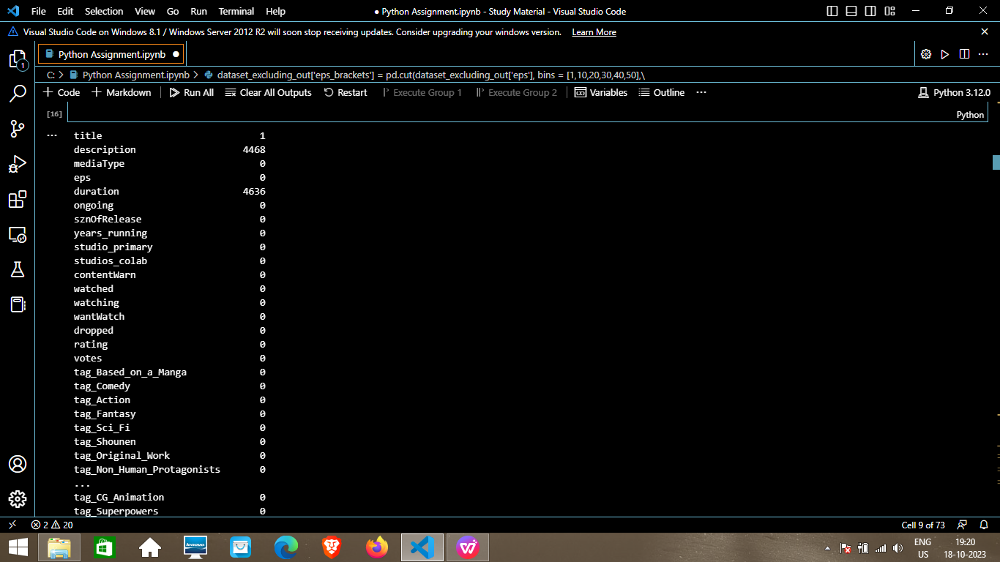 File Edit Selection View Go Run Terminal Help ● Python Assignment.ipynb - Study Material - Visual Studio Code
Visual Studio Code on Windows 8.1 / Windows Server 2012 R2 will soon stop receiving updates. Consider upgrading your windows version. Learn More
Python Assignment.ipynb ●
C: > Python Assignment.ipynb > dataset_excluding_out['eps_brackets'] = pd.cut(dataset_excluding_out['eps'], bins = [1,10,20,30,40,50],\
+ Code + Markdown Run All Clear All Outputs Restart Execute Group 1 Execute Group 2 Variables Outline ... Python 3.12.0
[16] Python
... title 1
description 4468
mediaType 0
eps 0
duration 4636
ongoing 0
sznOfRelease 0
years_running 0
studio_primary 0
studios_colab 0
contentWarn 0
watched 0
watching 0
wantWatch 0
dropped 0
rating 0
votes 0
tag_Based_on_a_Manga 0
tag_Comedy 0
tag_Action 0
tag_Fantasy 0
tag_Sci_Fi 0
tag_Shounen 0
tag_Original_Work 0
tag_Non_Human_Protagonists 0
...
tag_CG_Animation 0
tag_Superpowers 0
1
2 20 Cell 9 of 73
lenovo
ENG 19:20
US 18-10-2023